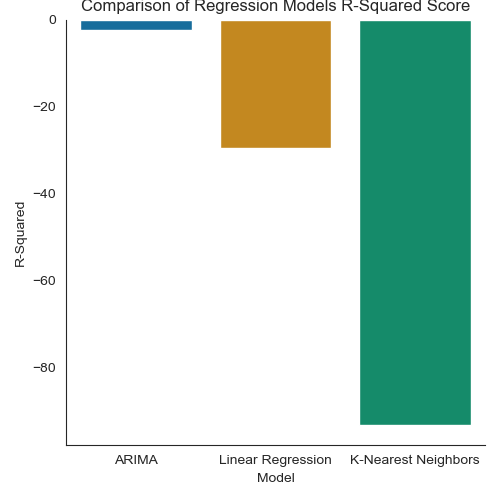 Comparison of Regression Models R-Squared Score
0
−20
−40
−60
−80
R-Squared
ARIMA
Linear Regression
K-Nearest Neighbors
Model